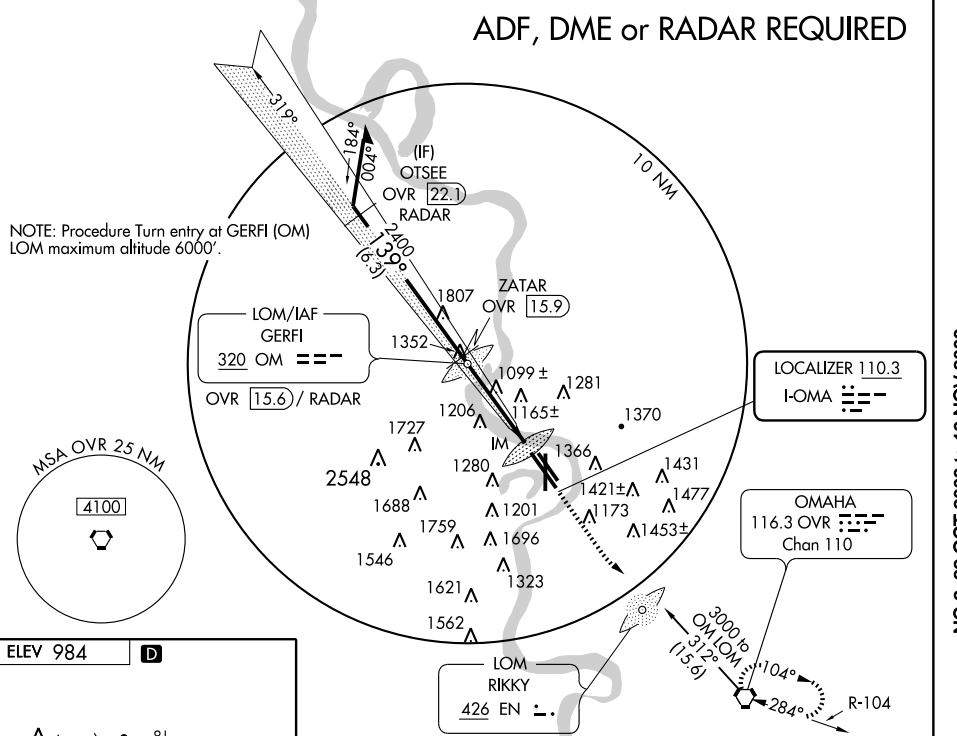 ADF, DME or RADAR REQUIRED
319°
184°
004°
(IF)
OTSEE
OVR 22.1
RADAR
10 NM
NOTE: Procedure Turn entry at GERFI (OM)
LOM maximum altitude 6000'.
2400
139°
(6.3)
1807
ZATAR
OVR 15.9
LOM/IAF
GERFI
320 OM
OVR 15.6 / RADAR
1352
1099 ±
1281
1165±
1206
1370
LOCALIZER 110.3
I-OMA
1727
IM
1366
2548
1280
1431
1421±
1477
1688
1201
1173
1453±
1759
1696
1546
1323
1621
1562
MSA OVR 25 NM
4100
OMAHA
116.3 OVR
Chan 110
3000 to
OM LOM
312°
(15.6)
104°
284°
R-104
LOM
RIKKY
426 EN
ELEV 984
D